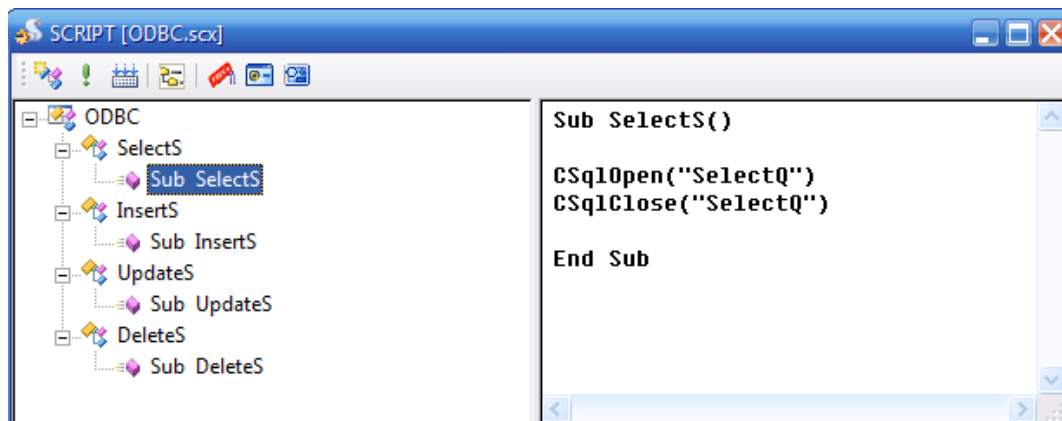 SCRIPT [ODBC.scx]
ODBC
SelectS
Sub SelectS
InsertS
Sub InsertS
UpdateS
Sub UpdateS
DeleteS
Sub DeleteS
Sub SelectS()
CSqlOpen("SelectQ")
CSqlClose("SelectQ")
End Sub